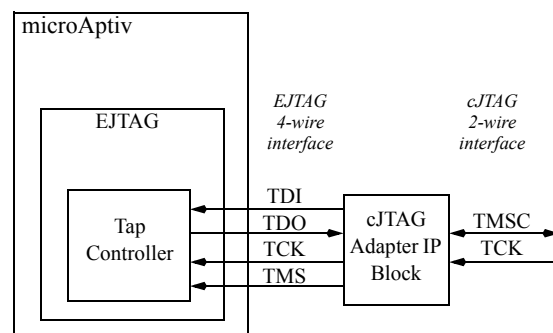 microAptiv
EJTAG
EJTAG
4-wire
interface
cJTAG
2-wire
interface
Tap
Controller
TDI
TDO
TCK
TMS
cJTAG
Adapter IP
Block
TMSC
TCK